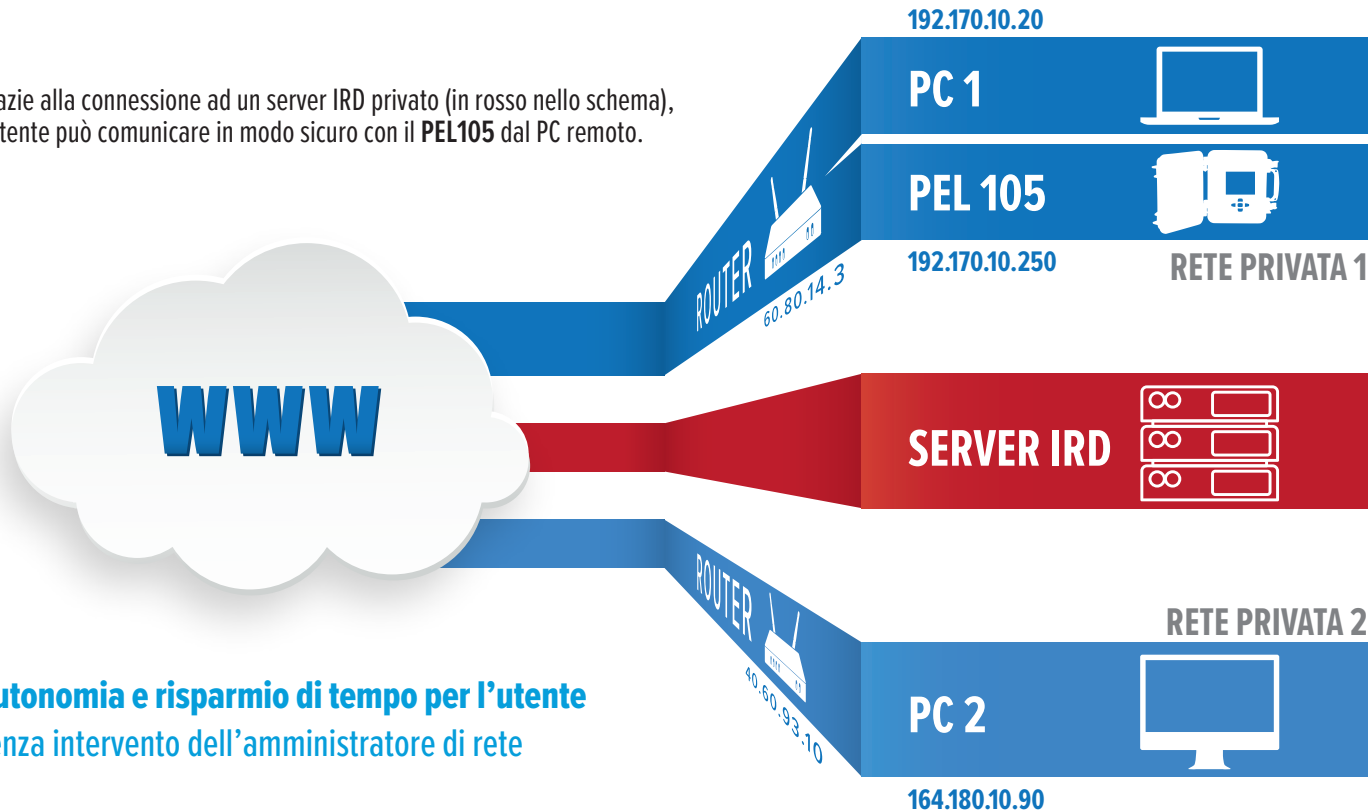 192.170.10.20
azie alla connessione ad un server IRD privato (in rosso nello schema),
tente può comunicare in modo sicuro con il PEL105 dal PC remoto.
PC 1
PEL 105
ROUTER
60.80.14.3
192.170.10.250
RETE PRIVATA 1
WWW
SERVER IRD
ROUTER
40.60.93.10
RETE PRIVATA 2
PC 2
utonomia e risparmio di tempo per l’utente
enza intervento dell’amministratore di rete
164.180.10.90